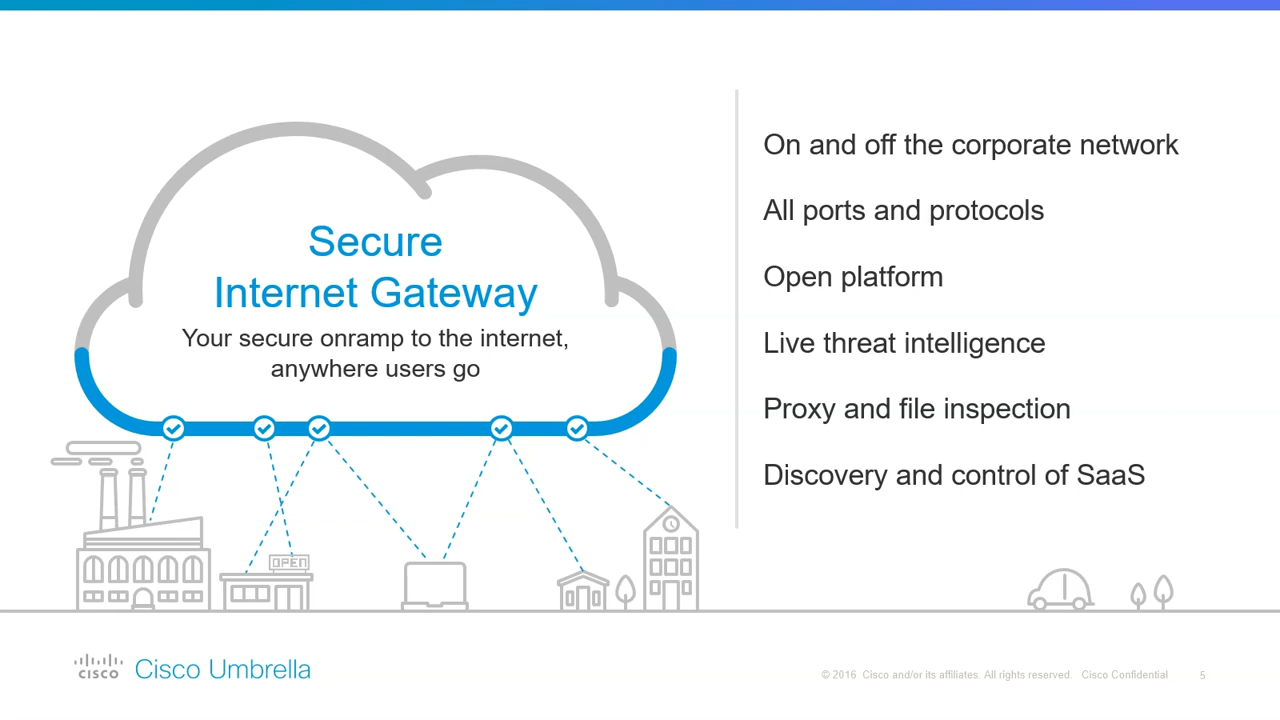 Secure
Internet Gateway
Your secure onramp to the internet,
anywhere users go
On and off the corporate network
All ports and protocols
Open platform
Live threat intelligence
Proxy and file inspection
Discovery and control of SaaS
OPEN
CISCO
Cisco Umbrella
© 2016 Cisco and/or its affiliates. All rights reserved. Cisco Confidential
5